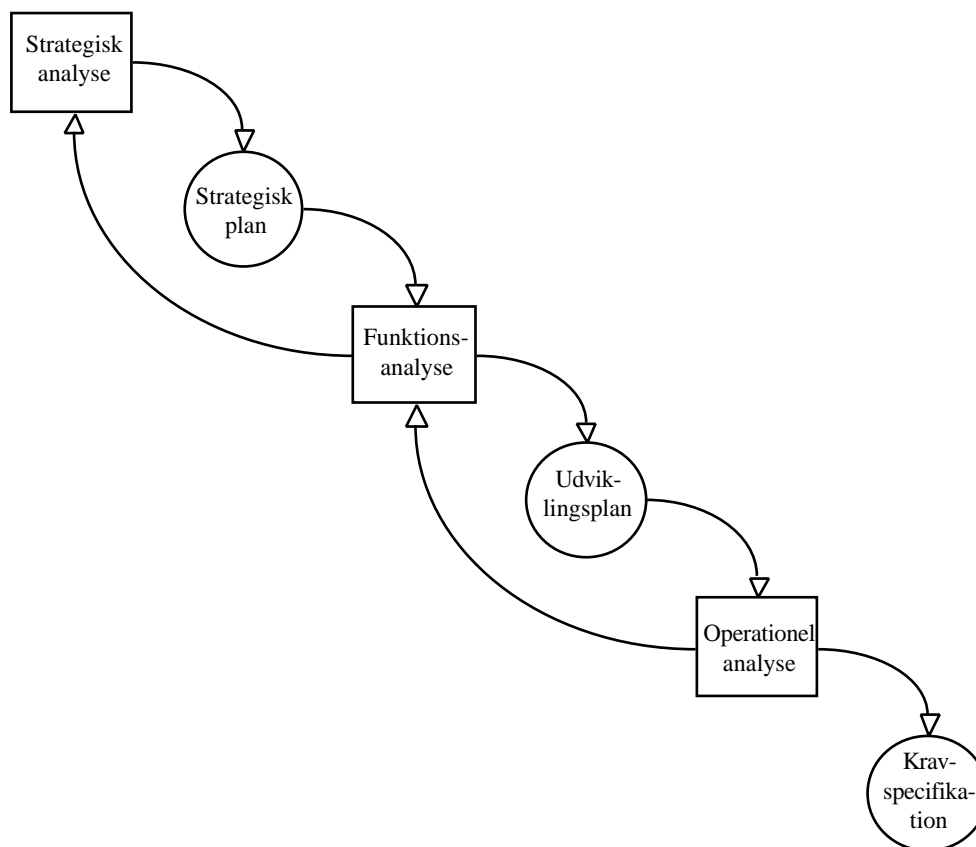 Strategisk
analyse
Strategisk
plan
Funktions-
analyse
Udvik-
lingsplan
Operationel
analyse
Krav-
specifika-
tion